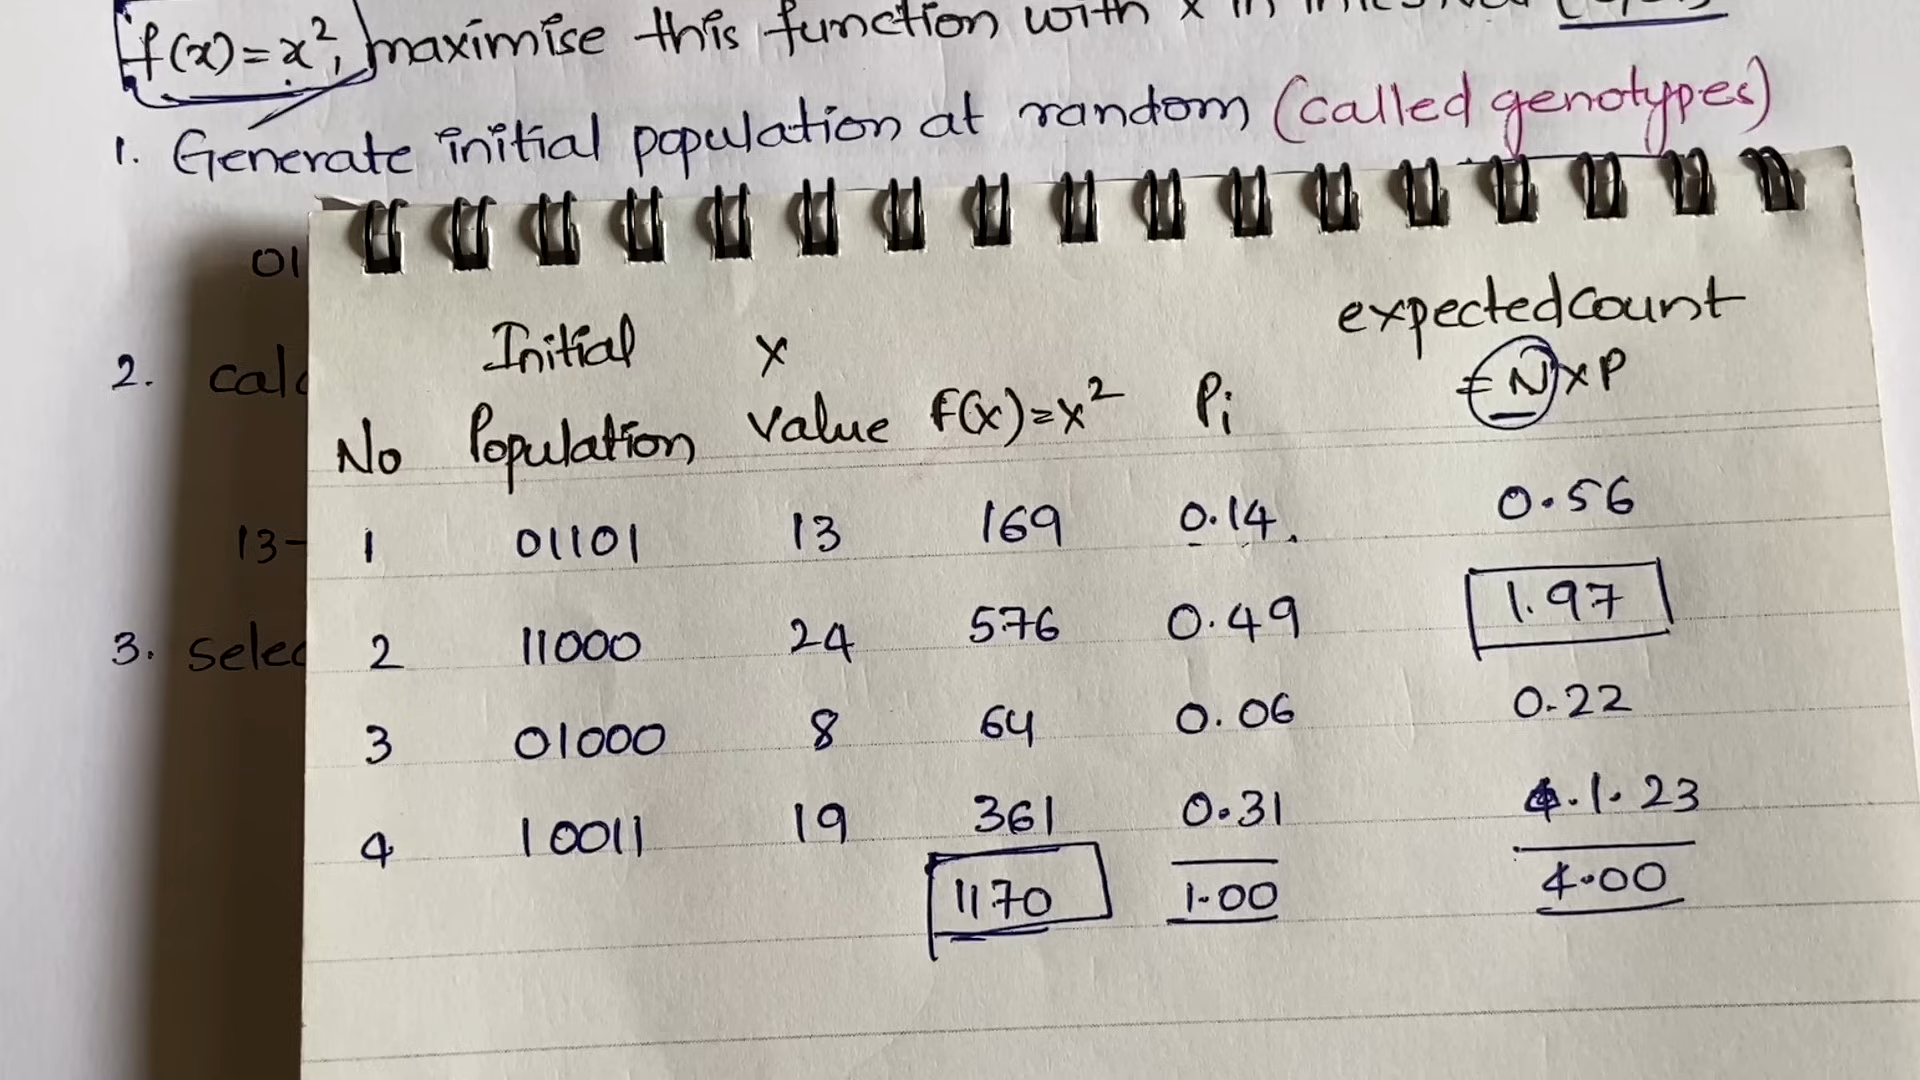 f(x)=x², maximise this function with x in
1. Generate initial population at random (called genotypes)
01
2. calc
13-
3. selec
No Initial Population x value F(x)=x² Pi expectedcount =N×P
1 01101 13 169 0.14. 0.56
2 11000 24 576 0.49 1.97
3 01000 8 64 0.06 0.22
4 10011 19 361 0.31 1.23
1170 1.00 4.00